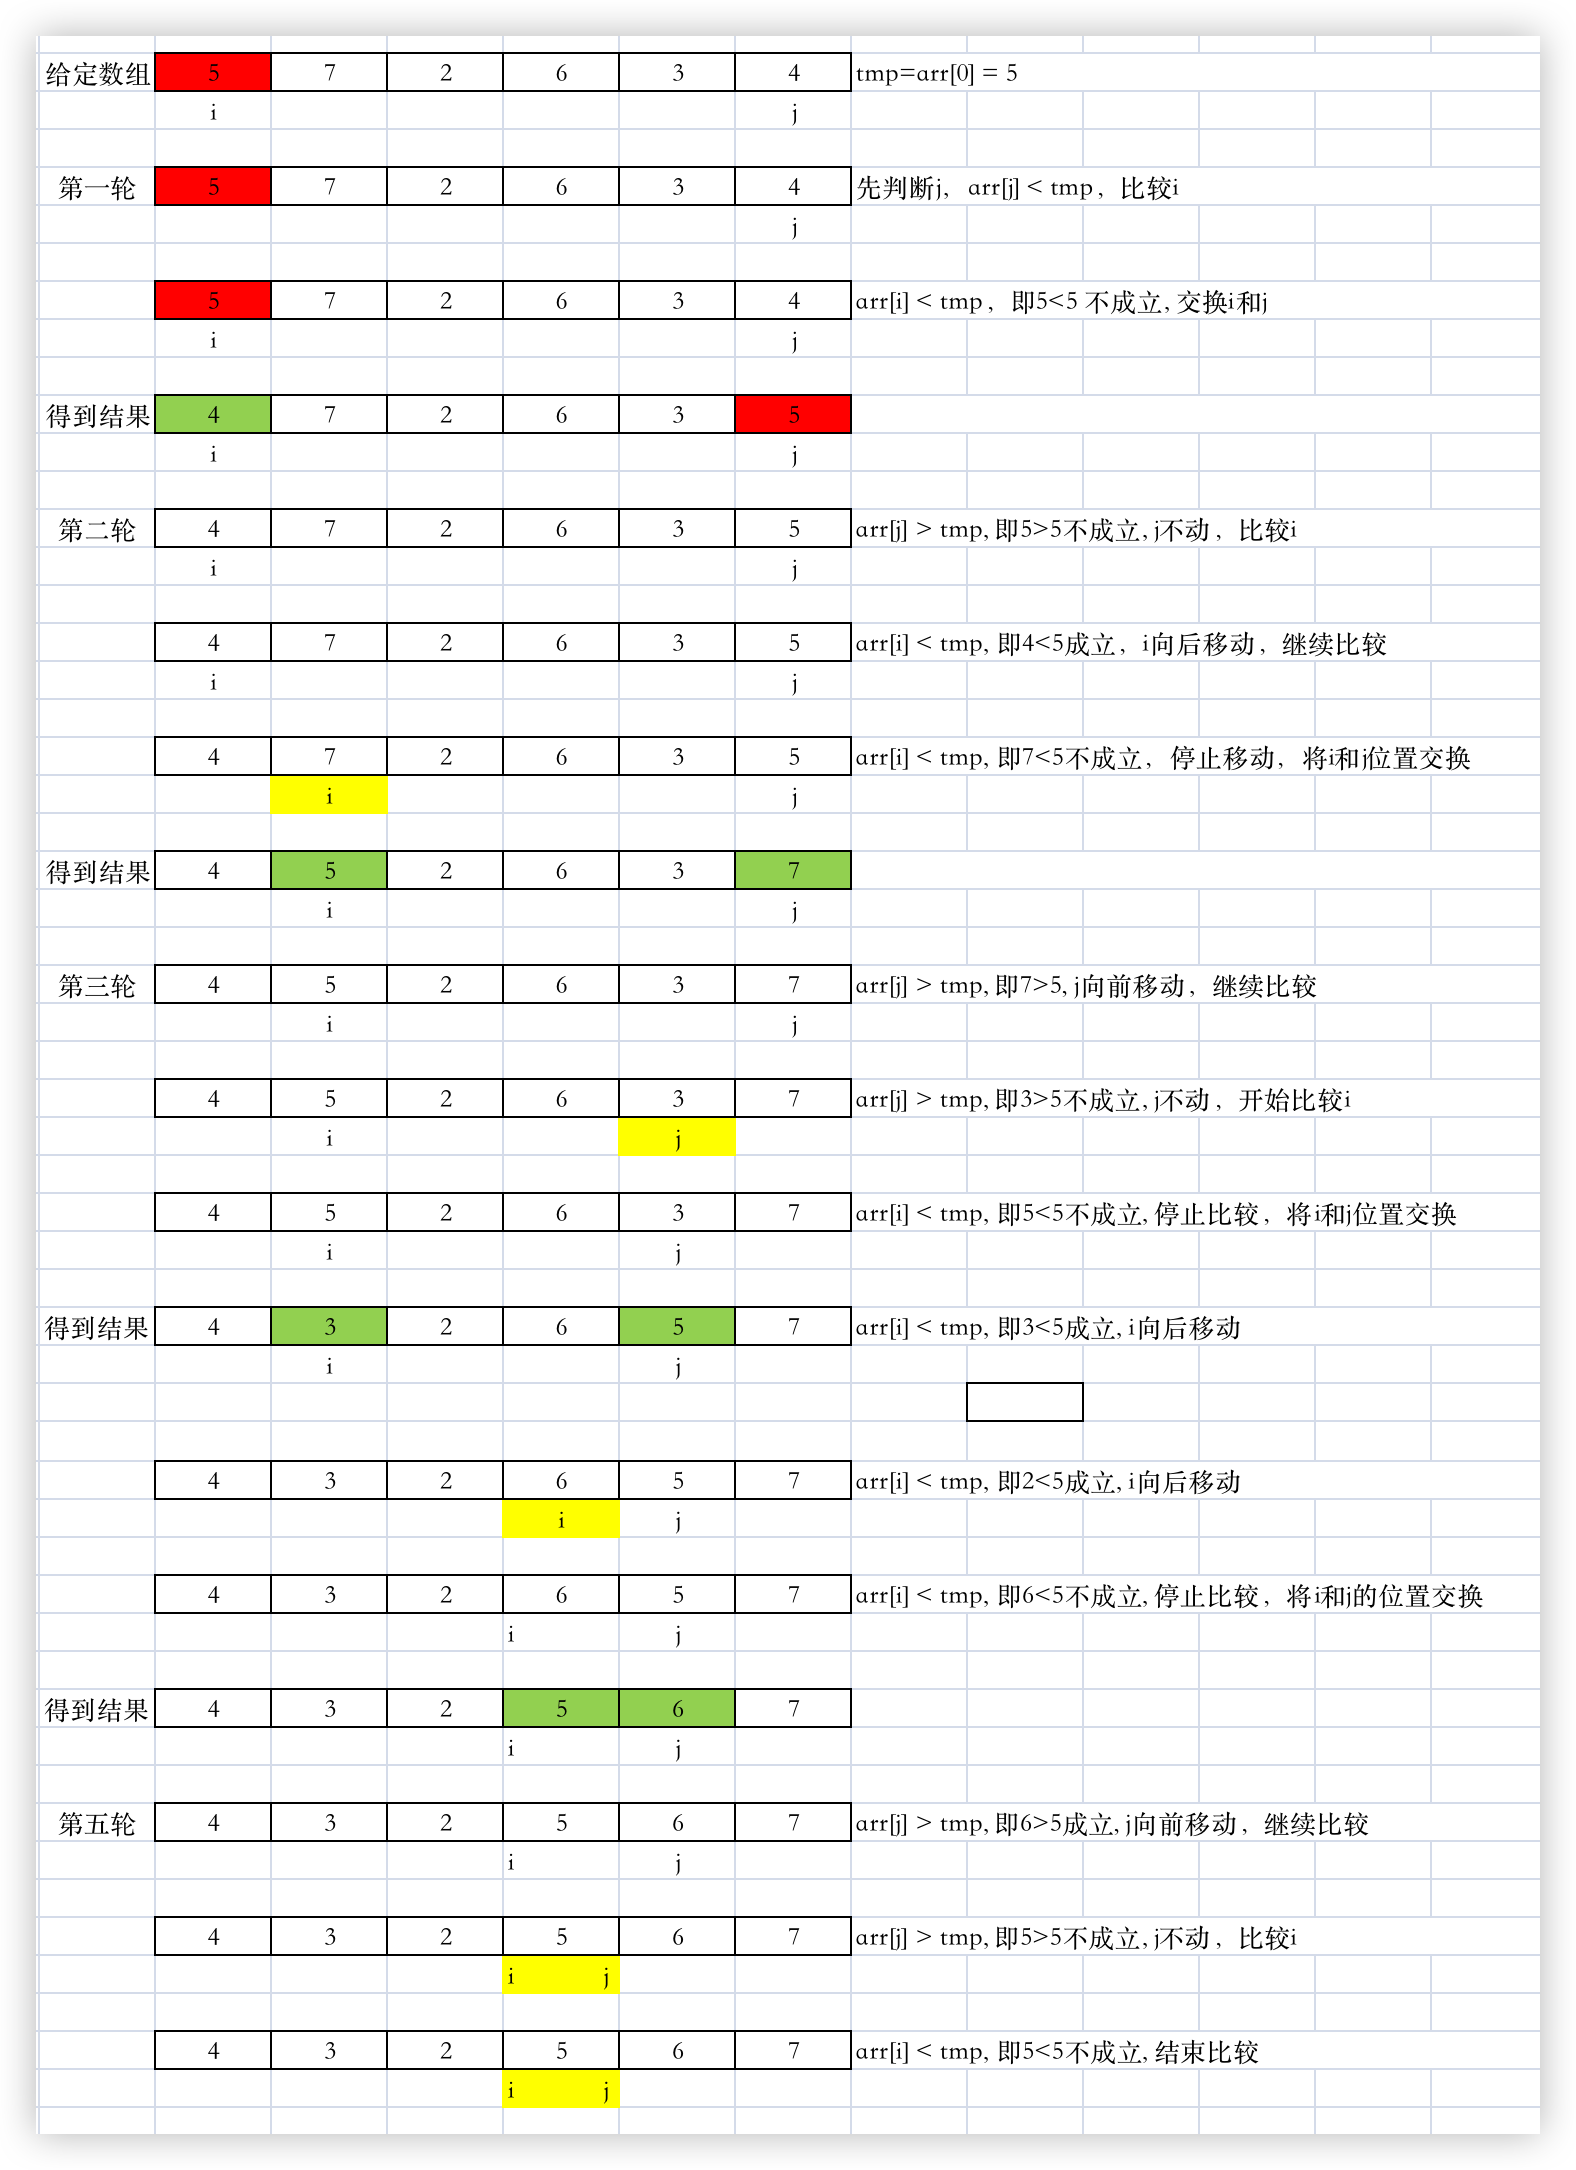 给定数组 5 7 2 6 3 4 tmp=arr[0] = 5
i j
第一轮 5 7 2 6 3 4 先判断j，arr[j] < tmp，比较i
j
5 7 2 6 3 4 arr[i] < tmp，即5<5 不成立，交换i和j
i j
得到结果 4 7 2 6 3 5
i j
第二轮 4 7 2 6 3 5 arr[j] > tmp, 即5>5不成立，j不动，比较i
i j
4 7 2 6 3 5 arr[i] < tmp, 即4<5成立，i向后移动，继续比较
i j
4 7 2 6 3 5 arr[i] < tmp, 即7<5不成立，停止移动，将i和j位置交换
i j
得到结果 4 5 2 6 3 7
i j
第三轮 4 5 2 6 3 7 arr[j] > tmp, 即7>5, j向前移动，继续比较
i j
4 5 2 6 3 7 arr[j] > tmp, 即3>5不成立，j不动，开始比较i
i j
4 5 2 6 3 7 arr[i] < tmp, 即5<5不成立，停止比较，将i和j位置交换
i j
得到结果 4 3 2 6 5 7 arr[i] < tmp, 即3<5成立，i向后移动
i j
4 3 2 6 5 7 arr[i] < tmp, 即2<5成立，i向后移动
i j
4 3 2 6 5 7 arr[i] < tmp, 即6<5不成立，停止比较，将i和j的位置交换
i j
得到结果 4 3 2 5 6 7
i j
第五轮 4 3 2 5 6 7 arr[j] > tmp, 即6>5成立，j向前移动，继续比较
i j
4 3 2 5 6 7 arr[j] > tmp, 即5>5不成立，j不动，比较i
i j
4 3 2 5 6 7 arr[i] < tmp, 即5<5不成立，结束比较
i j